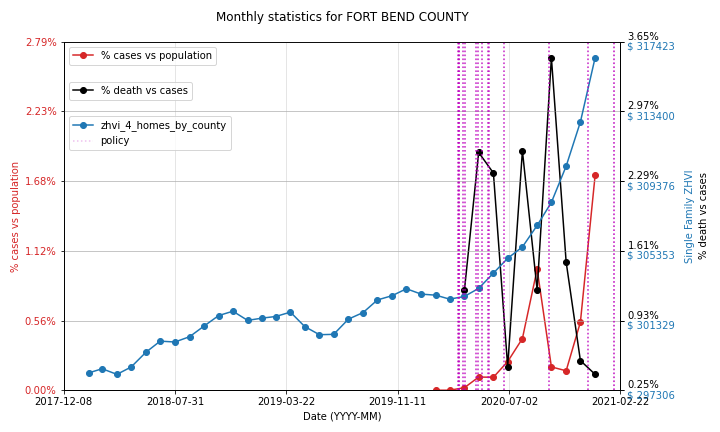 Monthly statistics for FORT BEND COUNTY
2.79%
2.23%
1.68%
1.12%
0.56%
0.00%
% cases vs population
% cases vs population
% death vs cases
zhvi_4_homes_by_county
policy
3.65%
$ 317423
2.97%
$ 313400
2.29%
$ 309376
1.61%
$ 305353
0.93%
$ 301329
0.25%
$ 297306
Single Family ZHVI
% death vs cases
2017-12-08
2018-07-31
2019-03-22
2019-11-11
2020-07-02
2021-02-22
Date (YYYY-MM)